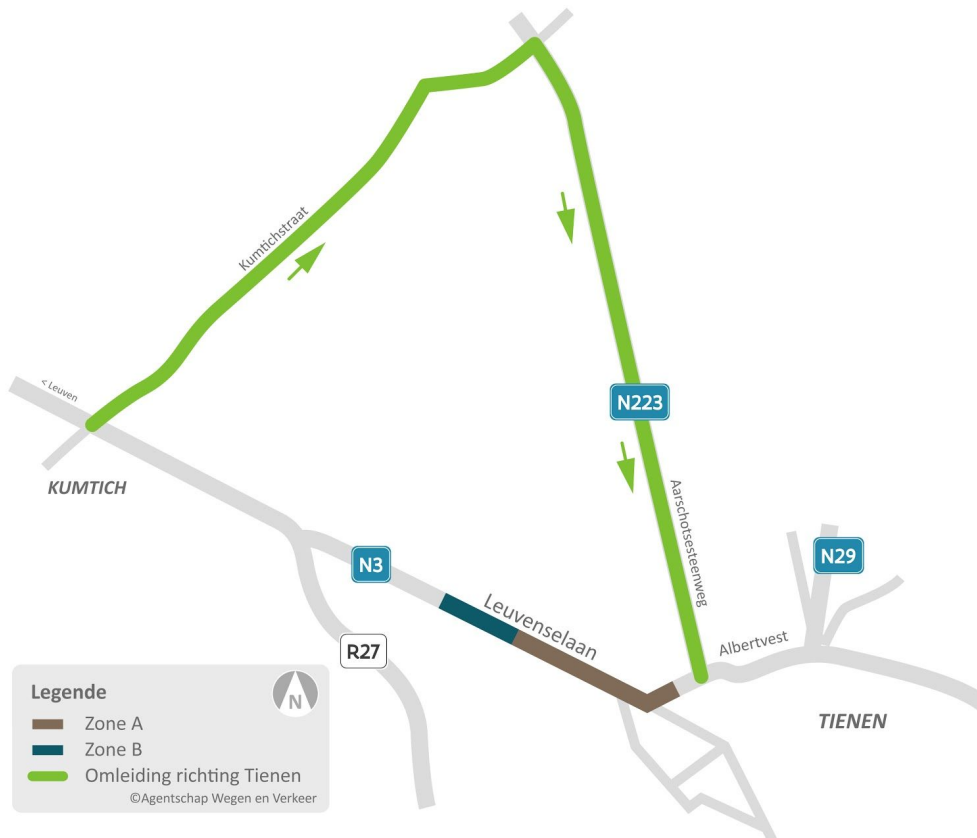 Kumtichstraat
< Leuven
KUMTICH
N223
Aarschotsesteenweg
N3
Leuvenselaan
N29
Albertvest
R27
TIENEN
Legende
N
Zone A
Zone B
Omleiding richting Tienen
©Agentschap Wegen en Verkeer